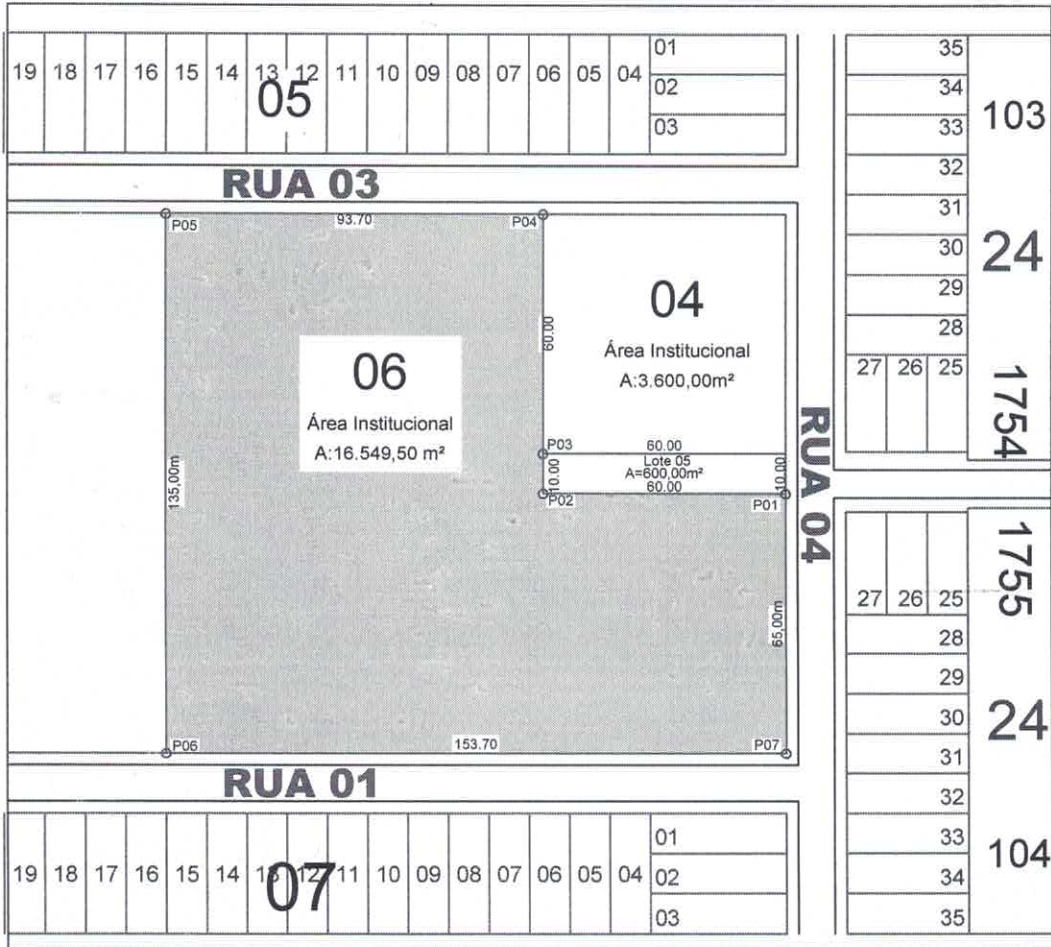 19 18 17 16 15 14 13 12 11 10 09 08 07 06 05 04
01
02
03
05
RUA 03
P05
93.70
P04
60.00
04
Área Institucional
A:3.600,00m²
06
Área Institucional
A:16.549,50 m²
135,00m
P03
60.00
Lote 05
A=600,00m²
60.00
10.00
10.00
P02
P01
65,00m
P06
153.70
P07
RUA 04
RUA 01
19 18 17 16 15 14 13 12 11 10 09 08 07 06 05 04
01
02
03
07
35
34
33
32
31
30
29
28
27 26 25
103
24
1754
27 26 25
28
29
30
31
32
33
34
35
1755
24
104